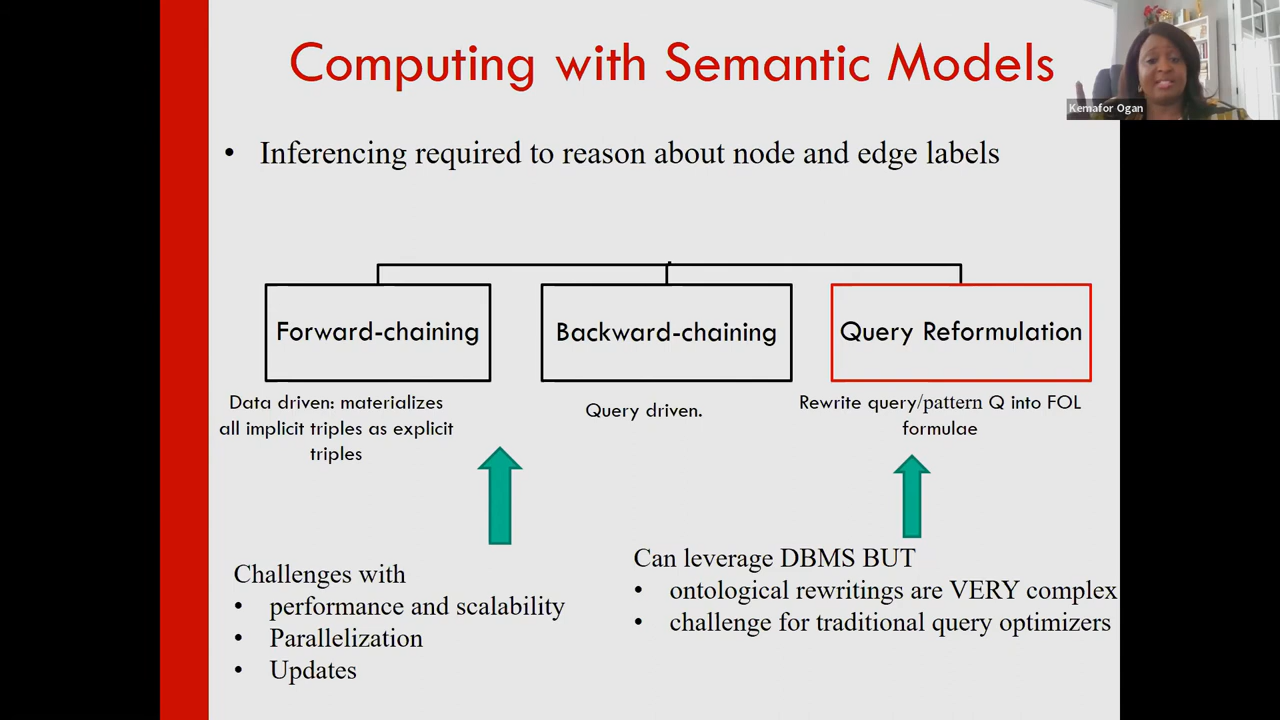 Computing with Semantic Models
Kemafor Ogan
• Inferencing required to reason about node and edge labels
Forward-chaining
Backward-chaining
Query Reformulation
Data driven: materializes
all implicit triples as explicit
triples
Query driven.
Rewrite query/pattern Q into FOL
formulae
Challenges with
• performance and scalability
• Parallelization
• Updates
Can leverage DBMS BUT
• ontological rewritings are VERY complex
• challenge for traditional query optimizers